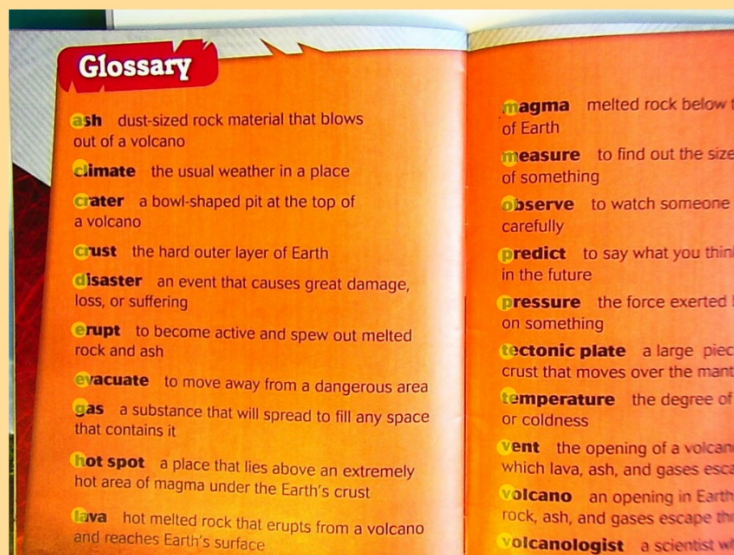 Glossary
ash dust-sized rock material that blows
out of a volcano
climate the usual weather in a place
crater a bowl-shaped pit at the top of
a volcano
crust the hard outer layer of Earth
disaster an event that causes great damage,
loss, or suffering
erupt to become active and spew out melted
rock and ash
evacuate to move away from a dangerous area
gas a substance that will spread to fill any space
that contains it
hot spot a place that lies above an extremely
hot area of magma under the Earth's crust
lava hot melted rock that erupts from a volcano
and reaches Earth's surface
magma melted rock below
of Earth
measure to find out the size
of something
observe to watch someone
carefully
predict to say what you
in the future
pressure the force exerted
on something
tectonic plate a large
crust that moves over the
temperature the degree of
or coldness
vent the opening of a
which lava, ash, and gases
volcano an opening in Earth
rock, ash, and gases escape
volcanologist a scientist